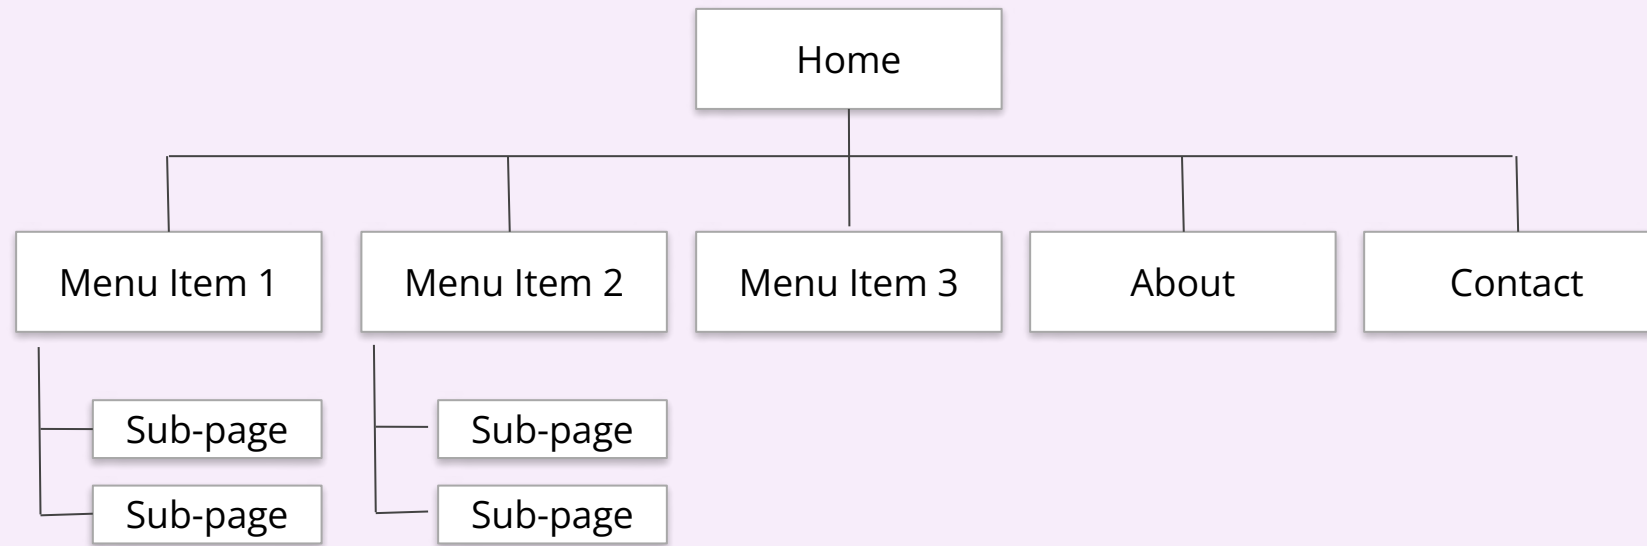 Home
Menu Item 1
Menu Item 2
Menu Item 3
About
Contact
Sub-page
Sub-page
Sub-page
Sub-page